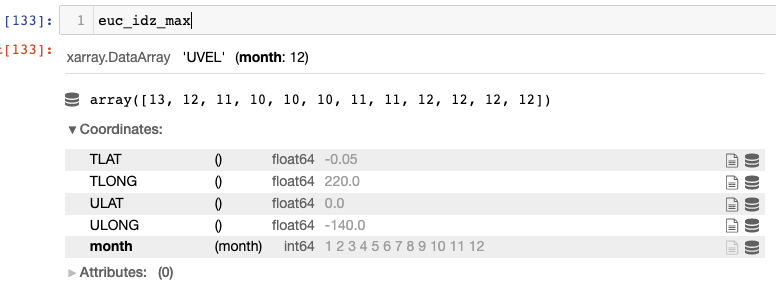 [133]: 1 euc_idz_max
[133]: xarray.DataArray 'UVEL' (month: 12)
array([13, 12, 11, 10, 10, 10, 11, 11, 12, 12, 12, 12])
▼Coordinates:
TLAT () float64 -0.05
TLONG () float64 220.0
ULAT () float64 0.0
ULONG () float64 -140.0
month (month) int64 1 2 3 4 5 6 7 8 9 10 11 12
►Attributes: (0)